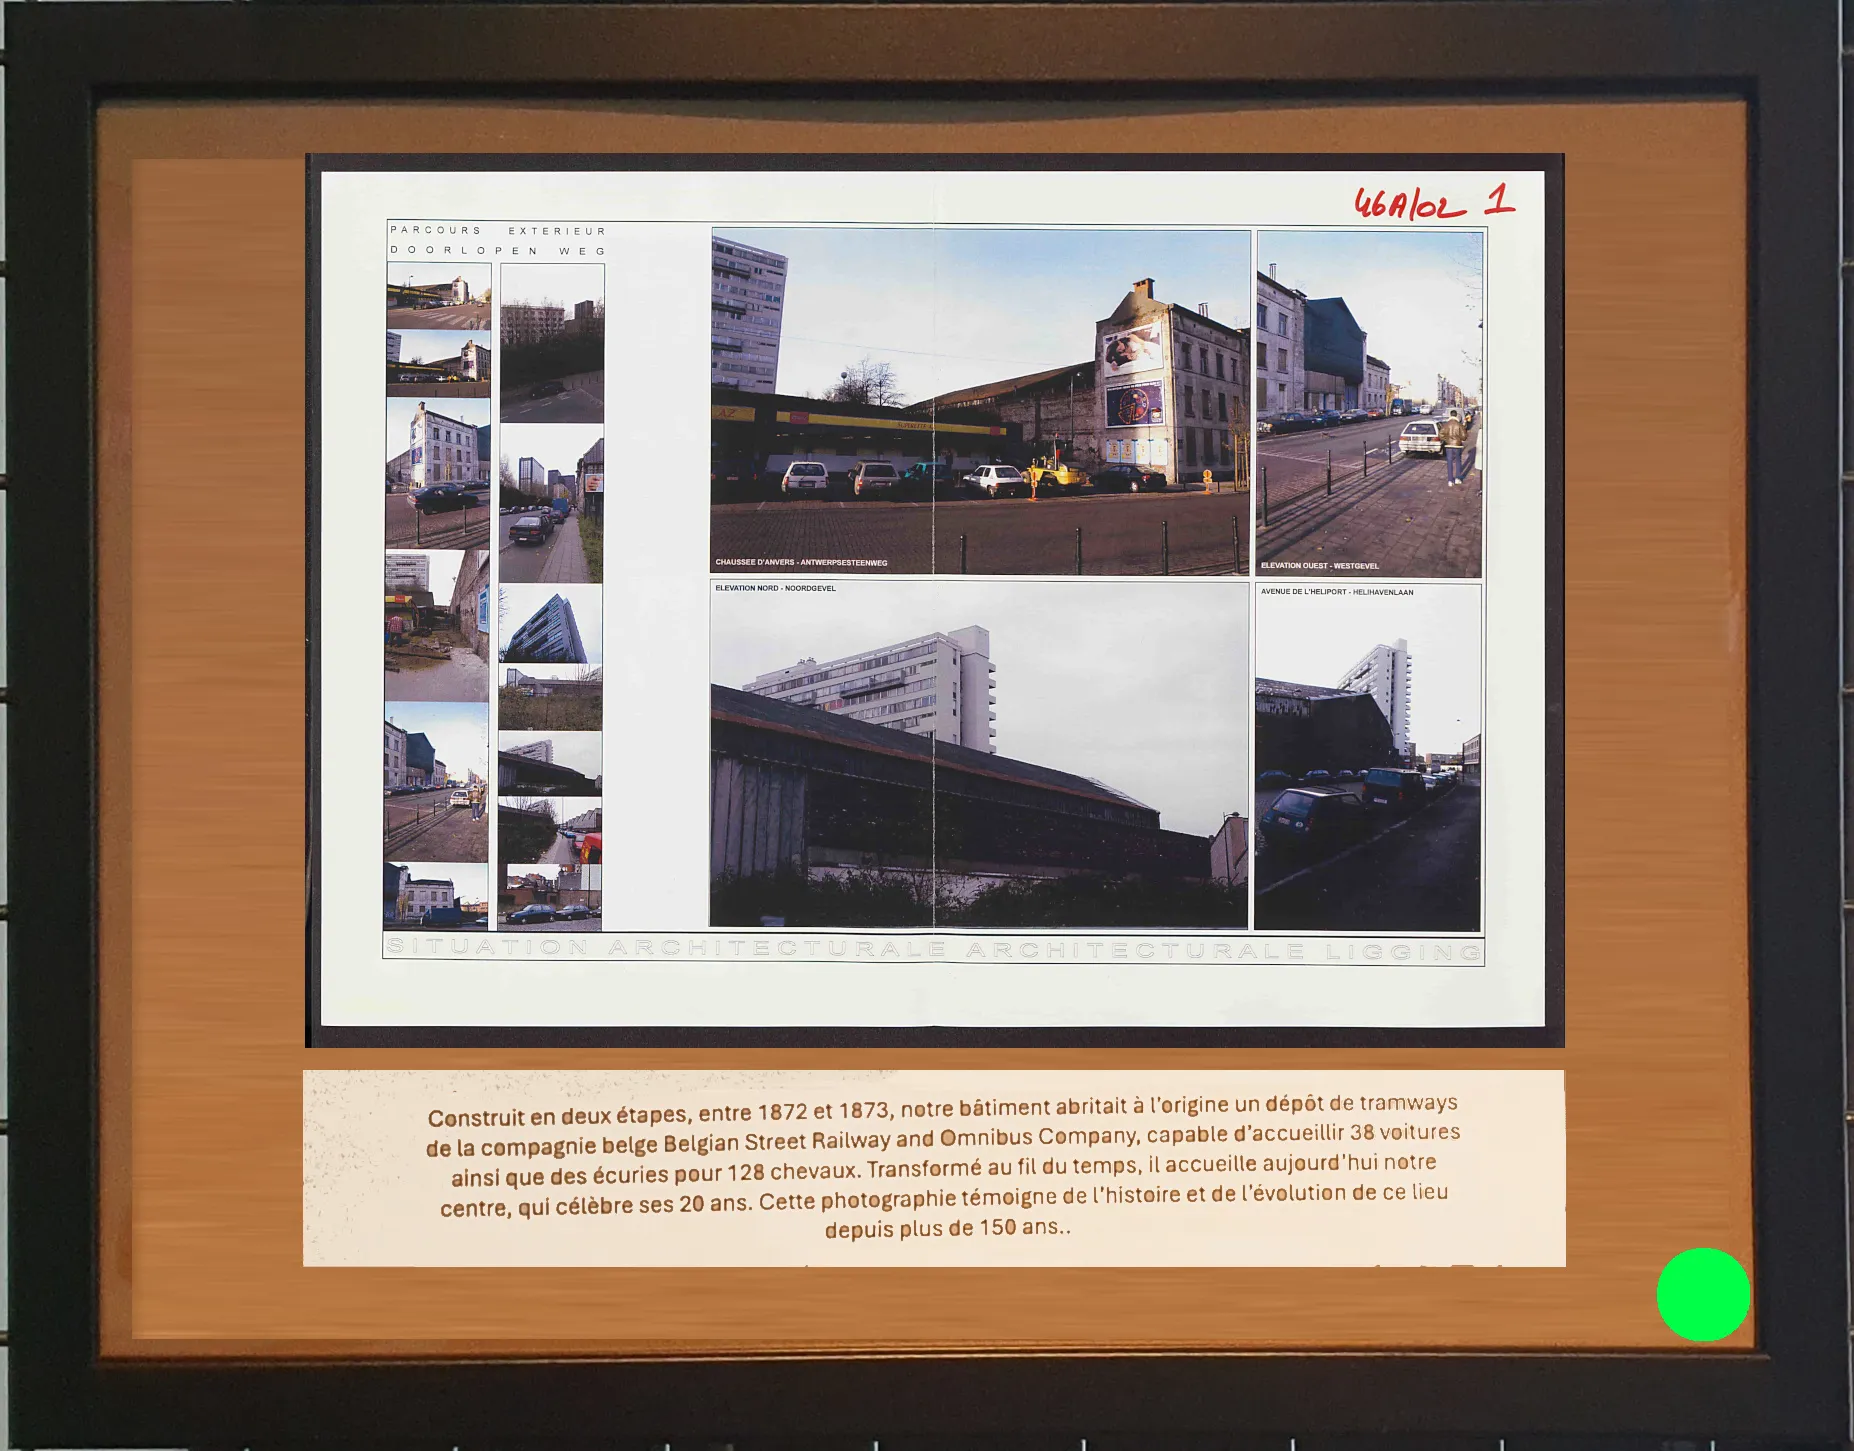 46A/02 1
PARCOURS EXTERIEUR
DOORLOPEN WEG
CHAUSSEE D'ANVERS - ANTWERPSESTEENWEG
ELEVATION OUEST - WESTGEVEL
ELEVATION NORD - NOORDGEVEL
AVENUE DE L'HELIPORT - HELIHAVENLAAN
SITUATION ARCHITECTURALE ARCHITECTURALE LIGGING
Construit en deux étapes, entre 1872 et 1873, notre bâtiment abritait à l'origine un dépôt de tramways
de la compagnie belge Belgian Street Railway and Omnibus Company, capable d'accueillir 38 voitures
ainsi que des écuries pour 128 chevaux. Transformé au fil du temps, il accueille aujourd'hui notre
centre, qui célèbre ses 20 ans. Cette photographie témoigne de l'histoire et de l'évolution de ce lieu
depuis plus de 150 ans..